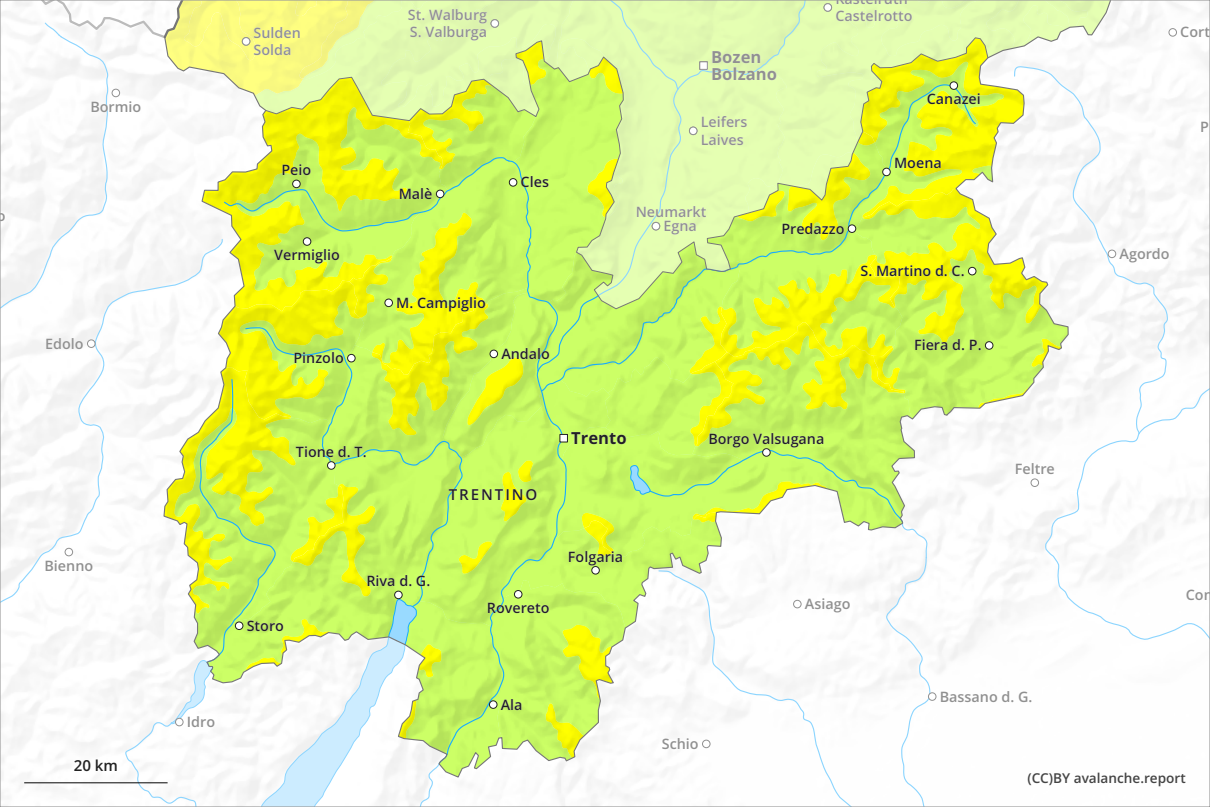 St. Walburg
S. Valburga
Kastelruth
Castelrotto
Sulden
Solda
Cort
Bozen
Bolzano
Bormio
Canazei
Leifers
Laives
Moena
Peio
Malè
Cles
Neumarkt
Egna
Predazzo
Vermiglio
Agordo
S. Martino d. C.
M. Campiglio
Edolo
Pinzolo
Andalo
Fiera d. P.
Trento
Borgo Valsugana
Tione d. T.
Feltre
TRENTINO
Bienno
Folgaria
Riva d. G.
Rovereto
Asiago
Cor
Storo
Bassano d. G.
Ala
Idro
Schio
20 km
(CC)BY avalanche.report